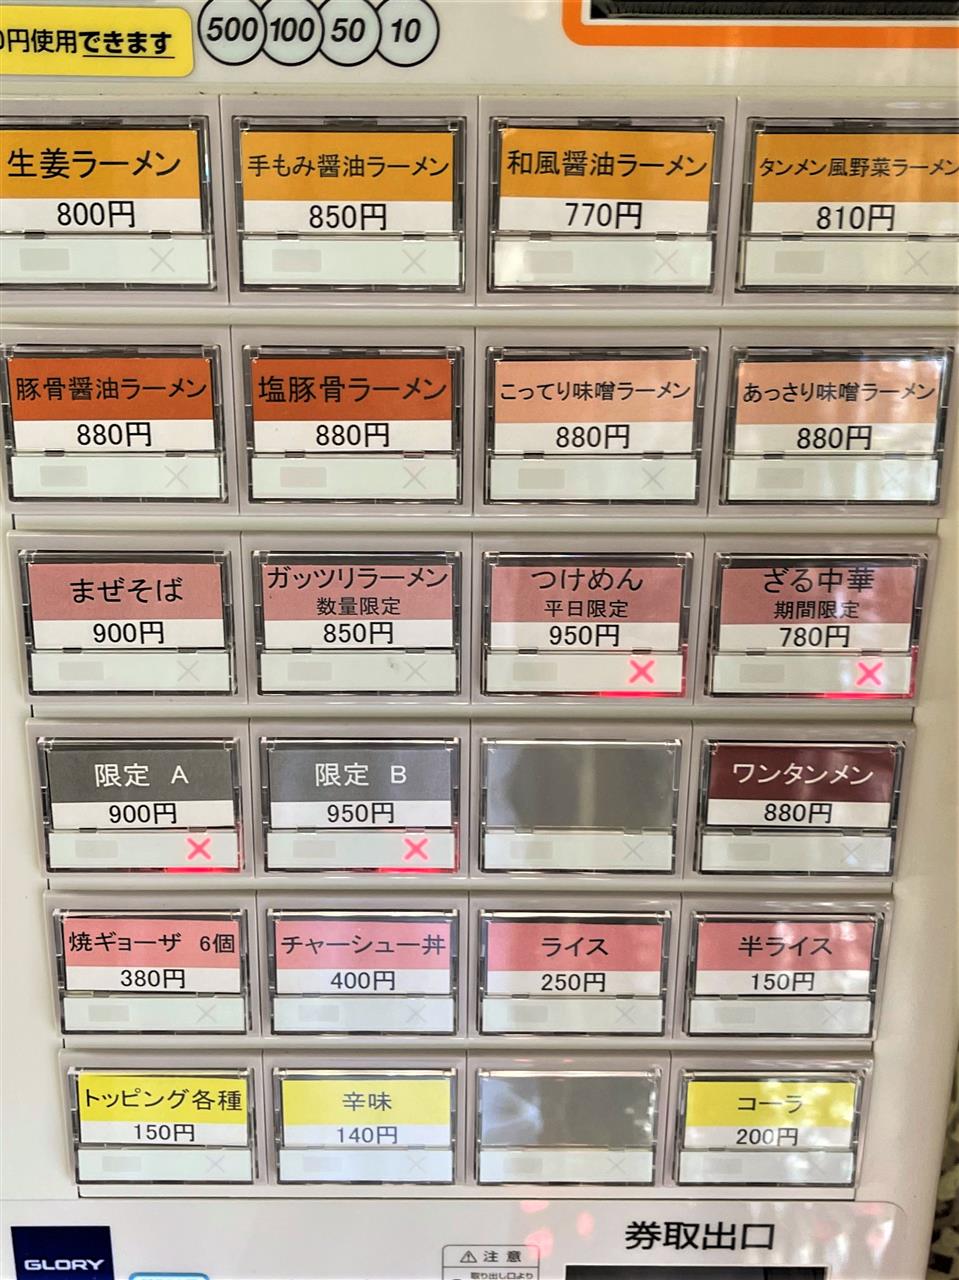 0円使用できます
500 100 50 10
生姜ラーメン
800円
手もみ醤油ラーメン
850円
和風醤油ラーメン
770円
タンメン風野菜ラーメン
810円
豚骨醤油ラーメン
880円
塩豚骨ラーメン
880円
こってり味噌ラーメン
880円
あっさり味噌ラーメン
880円
まぜそば
900円
ガッツリラーメン
数量限定
850円
つけめん
平日限定
950円
ざる中華
期間限定
780円
限定 A
900円
限定 B
950円
ワンタンメン
880円
焼ギョーザ 6個
380円
チャーシュー丼
400円
ライス
250円
半ライス
150円
トッピング各種
150円
辛味
140円
コーラ
200円
GLORY
⚠注意
取り出し口より
券取出口